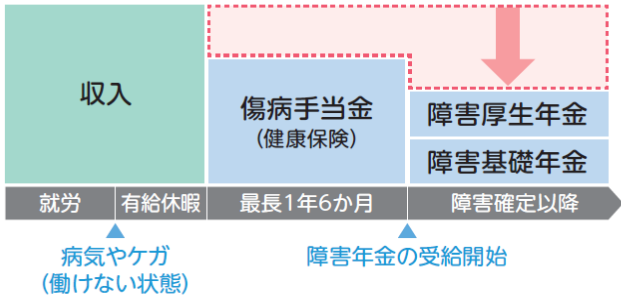 収入
傷病手当金
(健康保険)
障害厚生年金
障害基礎年金
就労
有給休暇
最長1年6か月
障害確定以降
病気やケガ
(働けない状態)
障害年金の受給開始